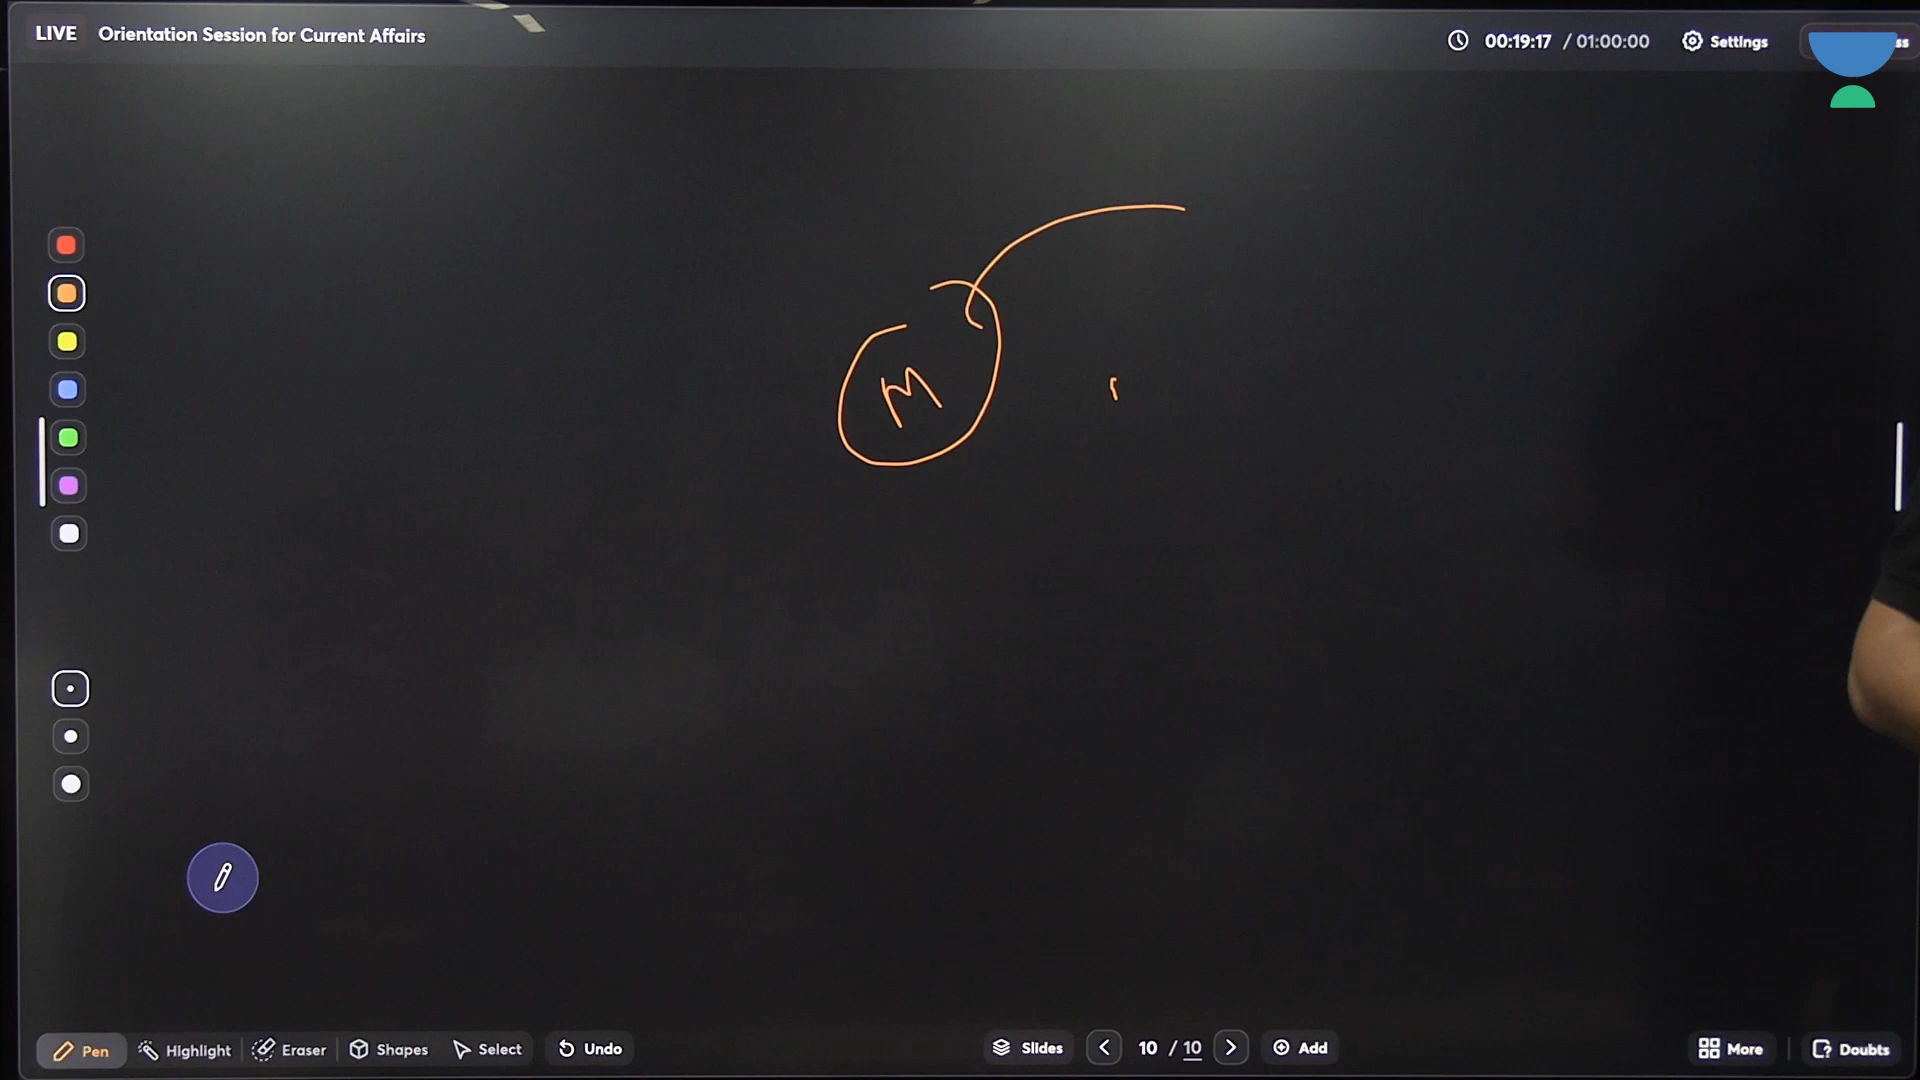 LIVE Orientation Session for Current Affairs 00:19:17 / 01:00:00 Settings
M
Pen Highlight Eraser Shapes Select Undo Slides 10 / 10 Add More Doubts